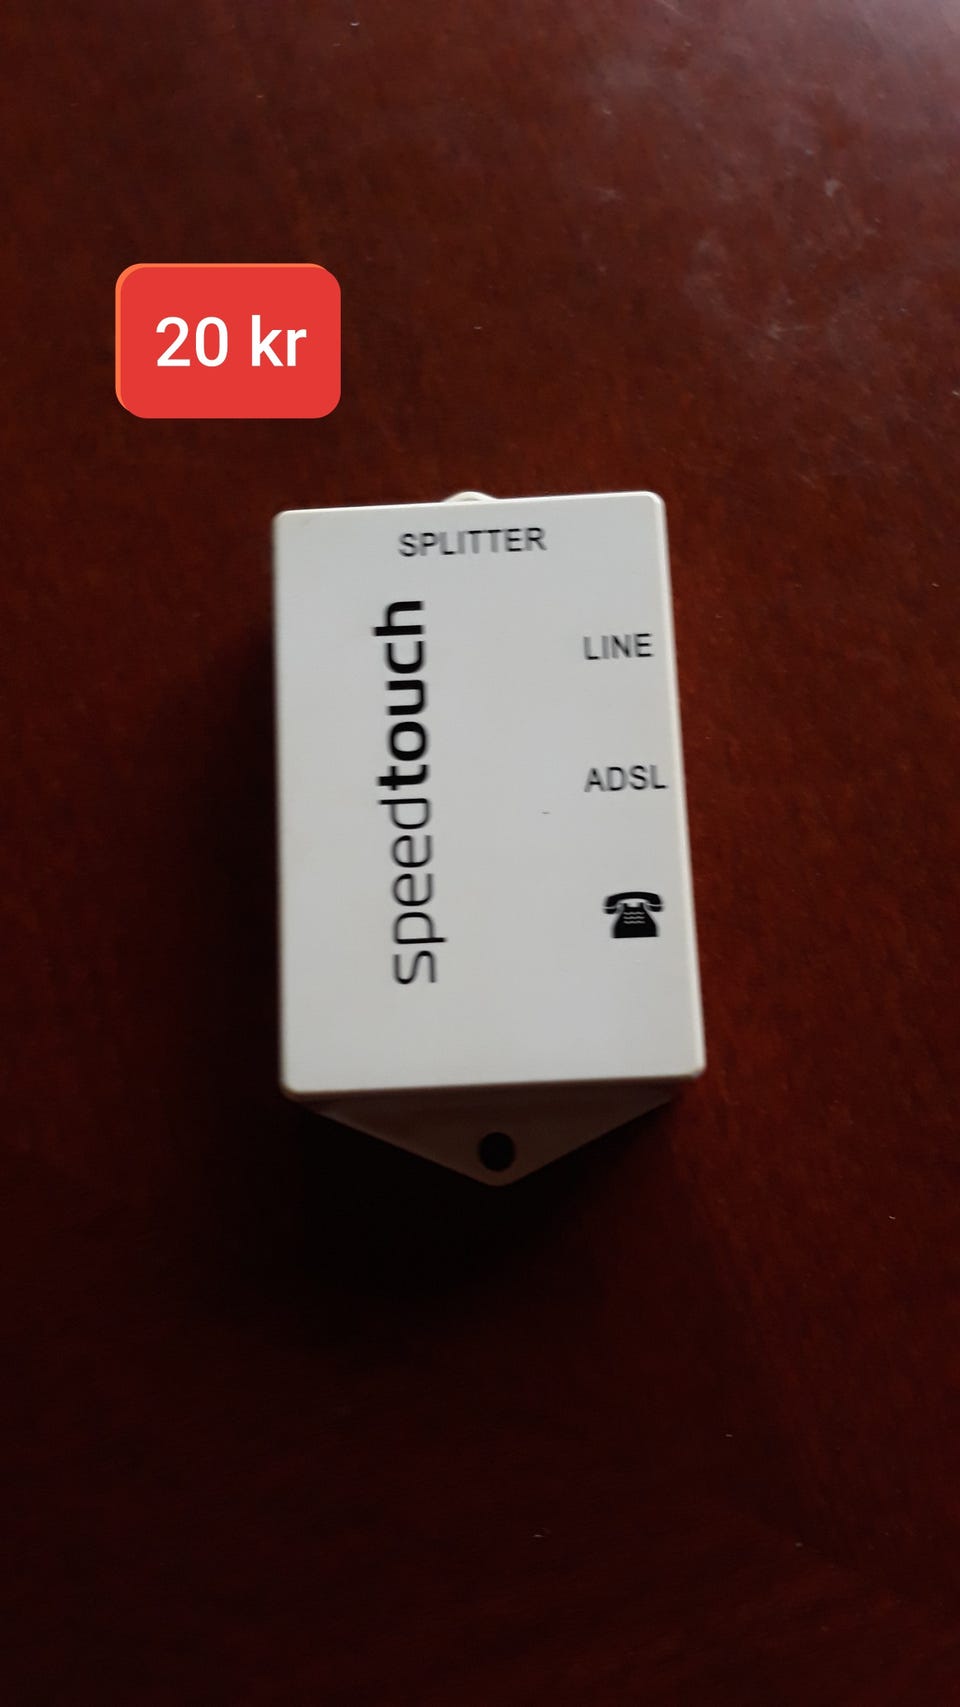 20 kr
SPLITTER
speedtouch
LINE
ADSL